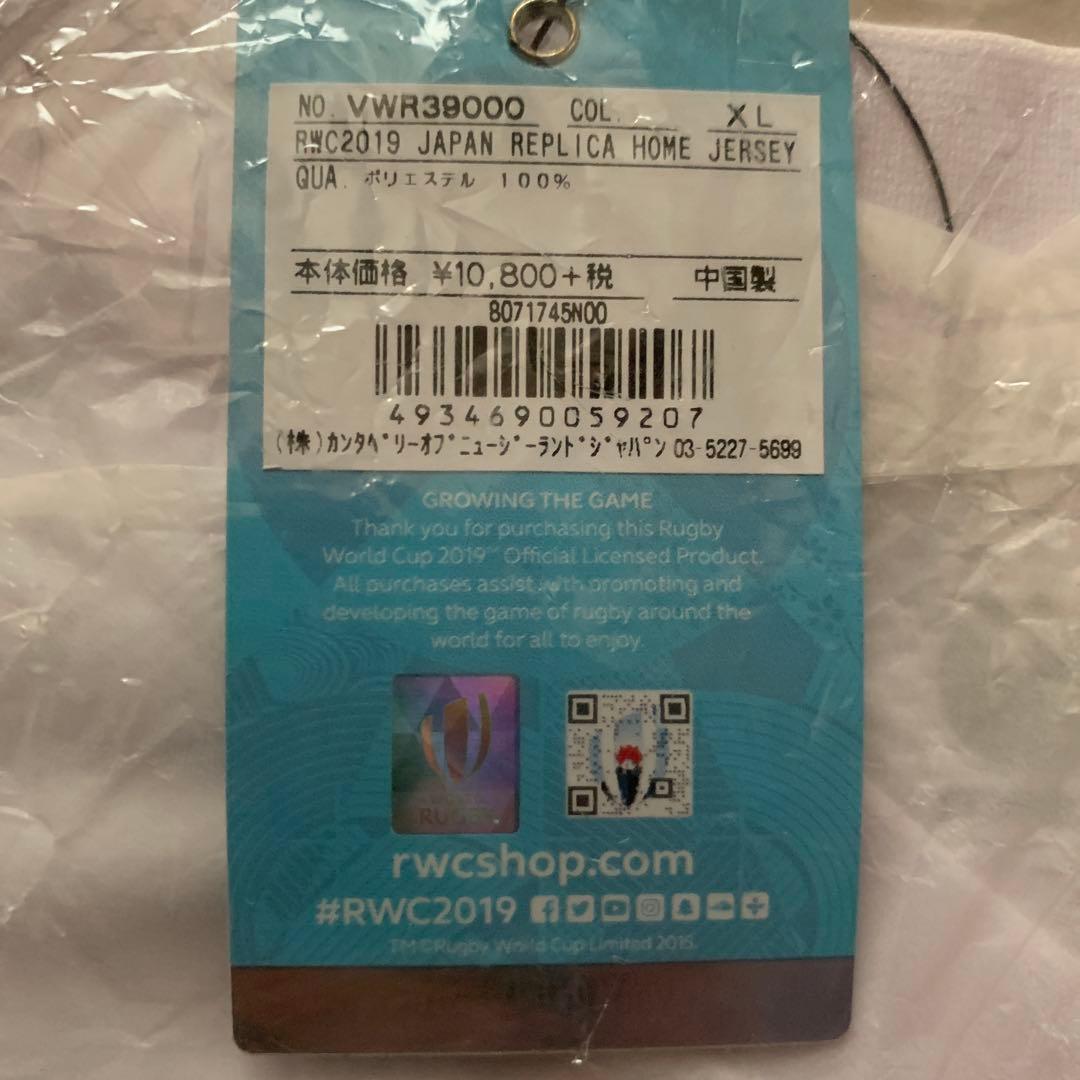 NO. VWR39000 COL. XL
RWC2019 JAPAN REPLICA HOME JERSEY
QUA. ポリエステル 100%
本体価格 ¥10,800+税 中国製
8071745N00
4934690059207
(株)カンタベリーオブニュージーランドジャパン 03-5227-5699
GROWING THE GAME
Thank you for purchasing this Rugby
World Cup 2019™ Official Licensed Product.
All purchases assist with promoting and
developing the game of rugby around the
world for all to enjoy.
RUGBY
rwcshop.com
#RWC2019
TM © Rugby World Cup Limited 2015.